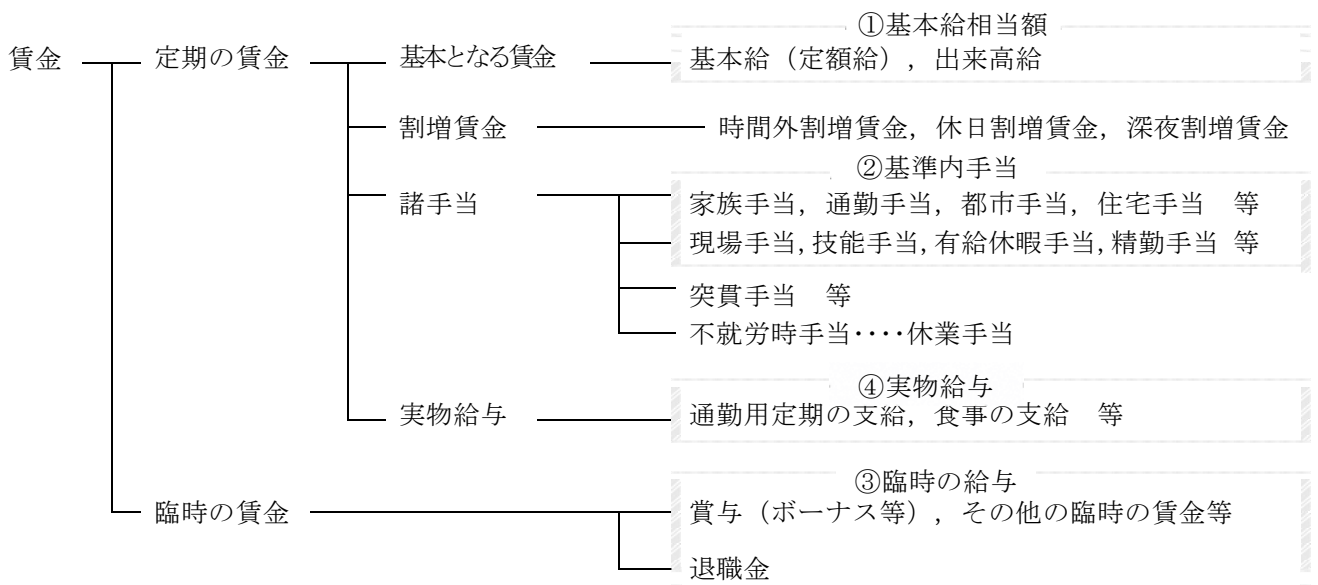 ①基本給相当額
賃金 定期の賃金 基本となる賃金 基本給（定額給），出来高給
割増賃金 時間外割増賃金，休日割増賃金，深夜割増賃金
②基準内手当
諸手当 家族手当，通勤手当，都市手当，住宅手当　等
現場手当,技能手当,有給休暇手当,精勤手当 等
突貫手当　等
不就労時手当････休業手当
④実物給与
実物給与 通勤用定期の支給，食事の支給　等
③臨時の給与
臨時の賃金 賞与（ボーナス等），その他の臨時の賃金等
退職金